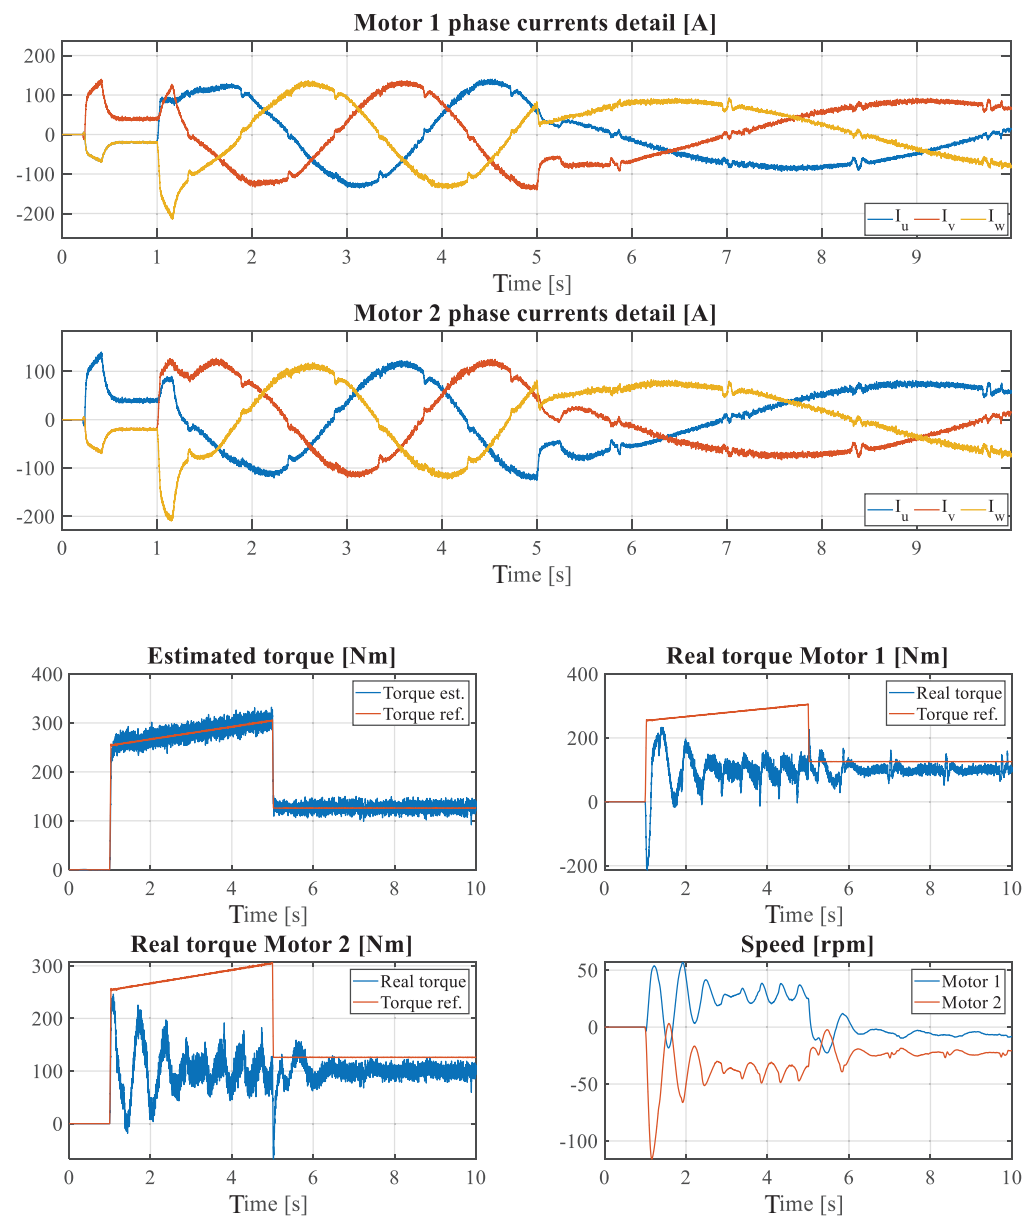 Motor 1 phase currents detail [A]
200
100
0
-100
-200
I_u I_v I_w
0 1 2 3 4 5 6 7 8 9
Time [s]
Motor 2 phase currents detail [A]
100
0
-100
-200
I_u I_v I_w
0 1 2 3 4 5 6 7 8 9
Time [s]
Estimated torque [Nm]
400
300
200
100
0
Torque est.
Torque ref.
0 2 4 6 8 10
Time [s]
Real torque Motor 1 [Nm]
400
200
0
-200
Real torque
Torque ref.
0 2 4 6 8 10
Time [s]
Real torque Motor 2 [Nm]
300
200
100
0
Real torque
Torque ref.
0 2 4 6 8 10
Time [s]
Speed [rpm]
50
0
-50
-100
Motor 1
Motor 2
0 2 4 6 8 10
Time [s]